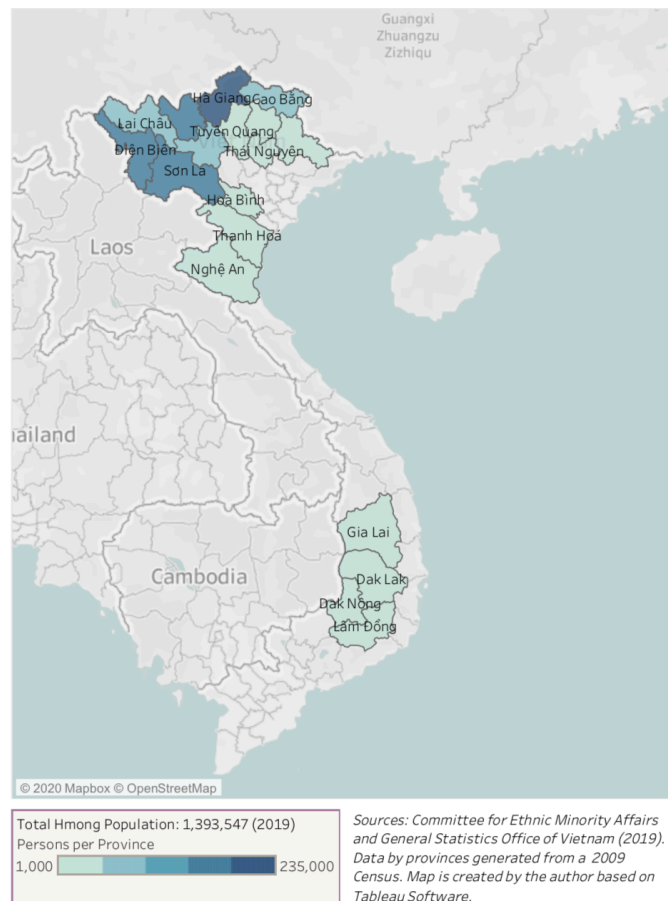 Guangxi
Zhuangzu
Zizhiqu
Hà Giang
Cao Bằng
Lai Châu
Tuyên Quang
Điện Biên
Thái Nguyên
Sơn La
Hoà Bình
Laos
Thanh Hoá
Nghệ An
ailand
Gia Lai
Cambodia
Dak Lak
Dak Nông
Lâm Đồng
© 2020 Mapbox © OpenStreetMap
Total Hmong Population: 1,393,547 (2019)
Persons per Province
1,000 235,000
Sources: Committee for Ethnic Minority Affairs
and General Statistics Office of Vietnam (2019).
Data by provinces generated from a 2009
Census. Map is created by the author based on
Tableau Software.